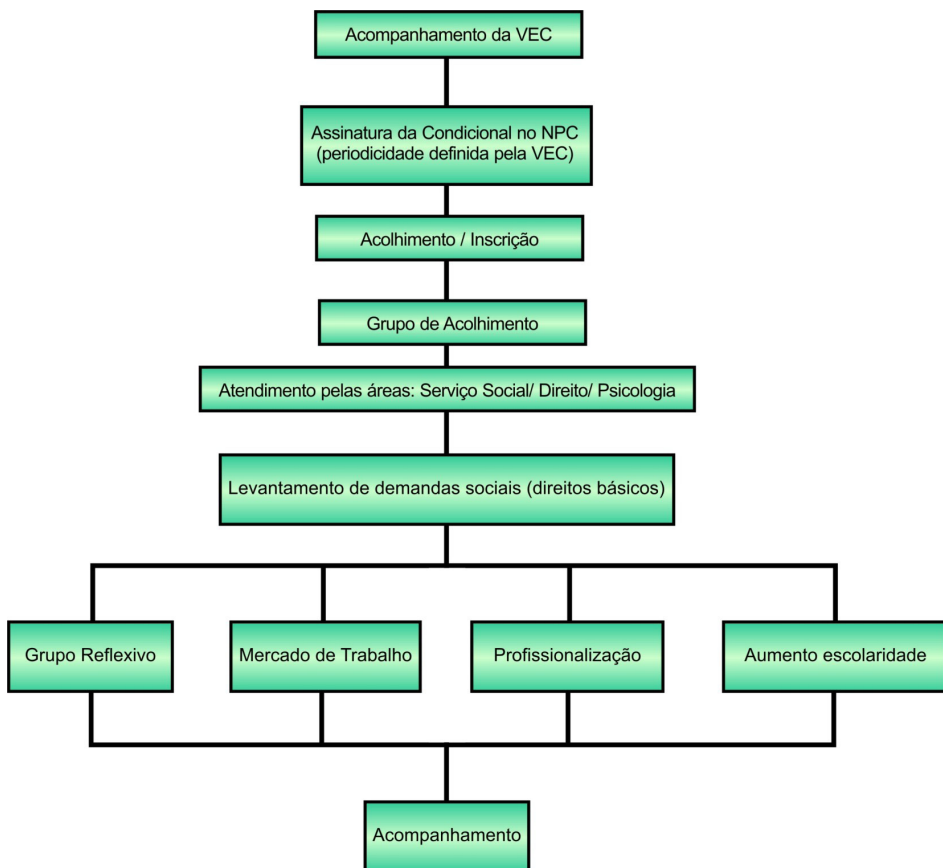 Acompanhamento da VEC
Assinatura da Condicional no NPC
(periodicidade definida pela VEC)
Acolhimento / Inscrição
Grupo de Acolhimento
Atendimento pelas áreas: Serviço Social/ Direito/ Psicologia
Levantamento de demandas sociais (direitos básicos)
Grupo Reflexivo
Mercado de Trabalho
Profissionalização
Aumento escolaridade
Acompanhamento